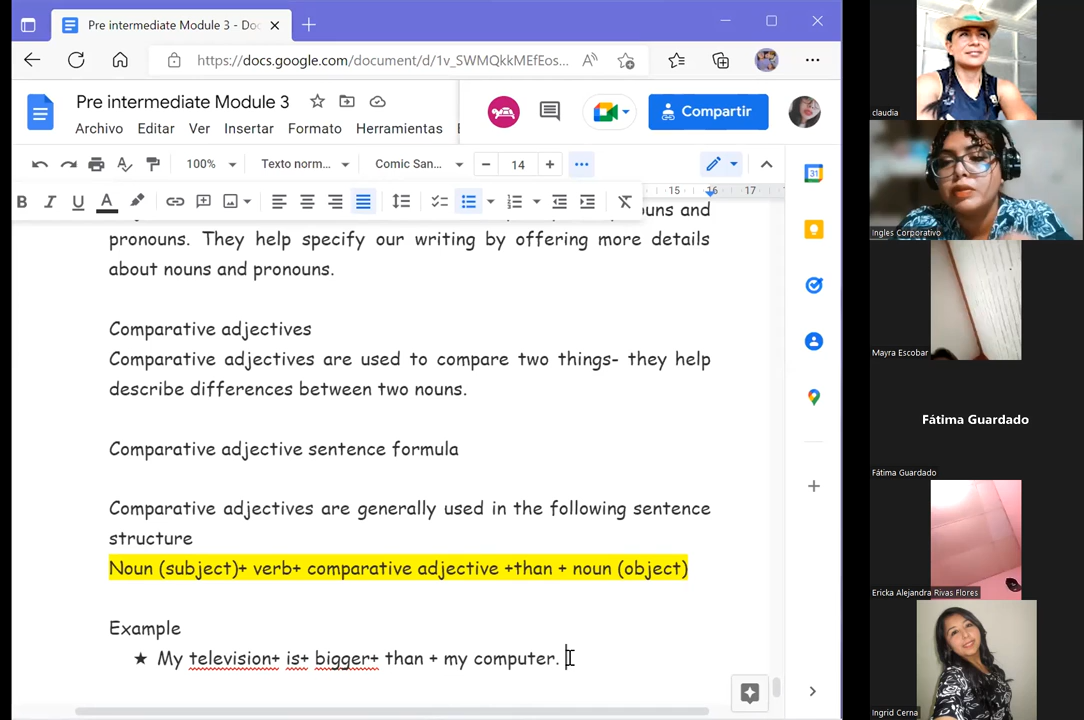 Pre intermediate Module 3 - Doc
https://docs.google.com/document/d/1v_SWMQkkMEfEos...
Pre intermediate Module 3
Archivo Editar Ver Insertar Formato Herramientas
Compartir
100% Texto norm... Comic San... 14
15 16 17
ouns and
pronouns. They help specify our writing by offering more details
about nouns and pronouns.
Comparative adjectives
Comparative adjectives are used to compare two things- they help
describe differences between two nouns.
Comparative adjective sentence formula
Comparative adjectives are generally used in the following sentence
structure
Noun (subject)+ verb+ comparative adjective +than + noun (object)
Example
★ My television+ is+ bigger+ than + my computer.
claudia
Ingles Corporativo
Mayra Escobar
Fátima Guardado
Fátima Guardado
Ericka Alejandra Rivas Flores
Ingrid Cerna